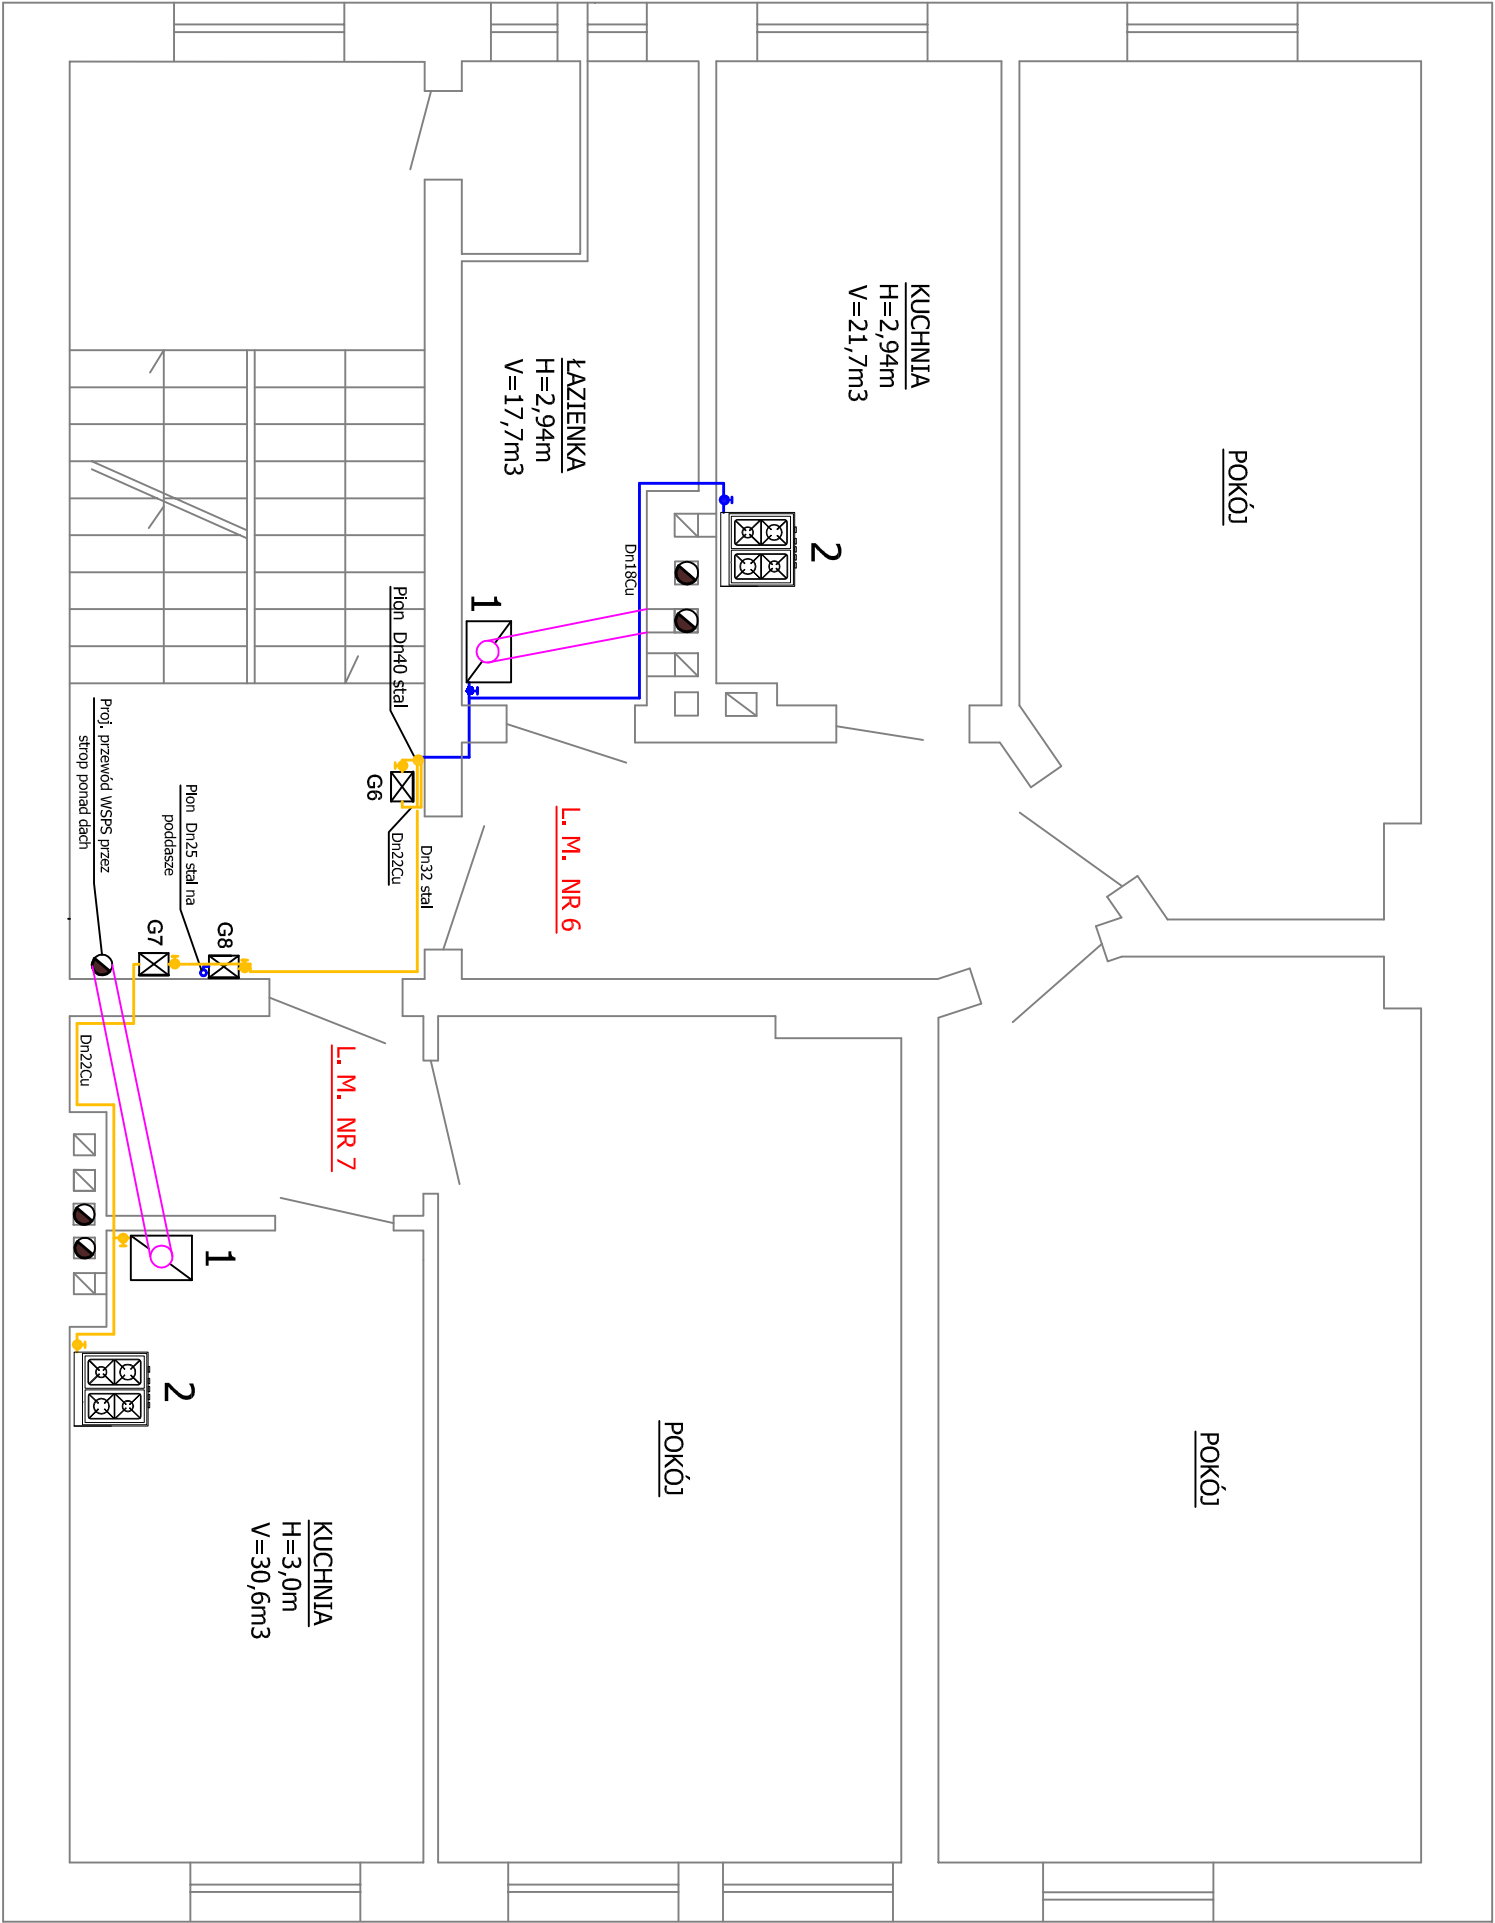 POKÓJ
KUCHNIA
H=2,94m
V=21,7m3
ŁAZIENKA
H=2,94m
V=17,7m3
2
Dn18Cu
1
Pion Dn40 stal
G6
Dn22Cu
Dn32 stal
L. M. NR 6
Proj. przewód WSPS przez
strop ponad dach
Pion Dn25 stal na
poddasze
G8
G7
Dn22Cu
L. M. NR 7
1
2
KUCHNIA
H=3,0m
V=30,6m3
POKÓJ
POKÓJ